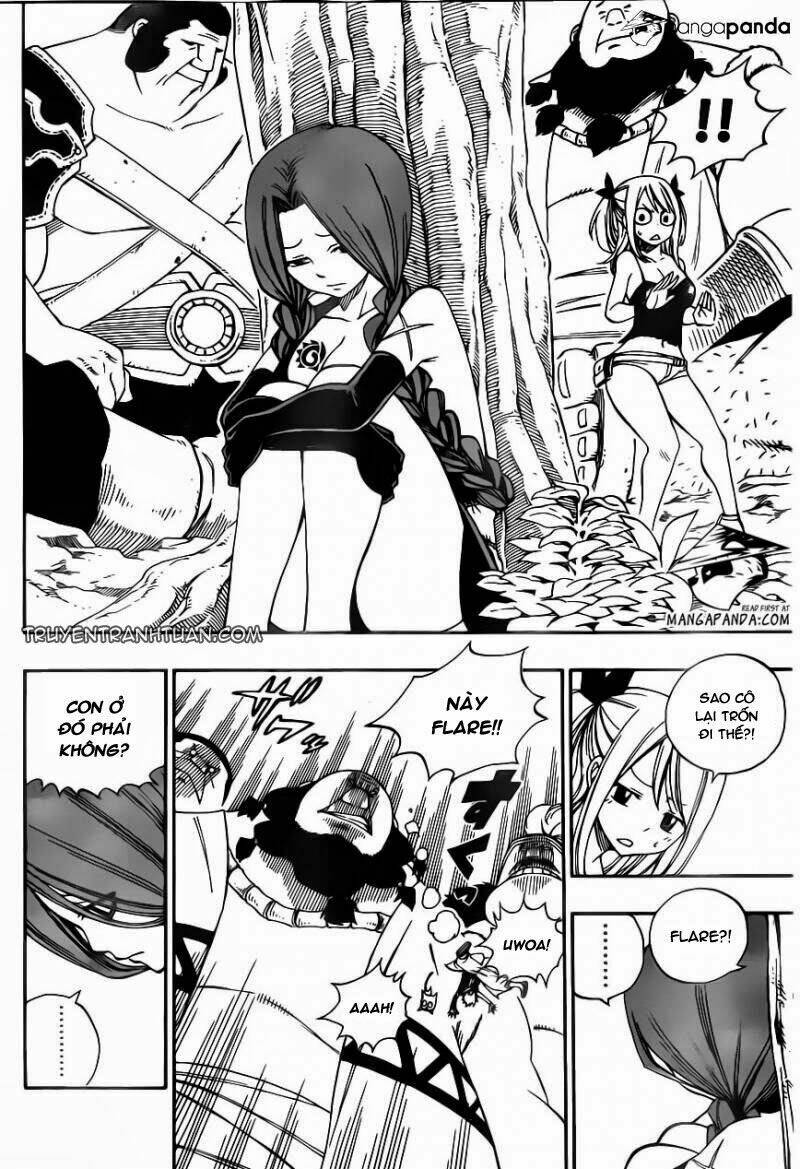 mangapanda
!!
READ FIRST AT
MANGAPANDA.COM
TRUYENTRANHTUAN.COM
SAO CÔ
LẠI TRỐN
ĐI THẾ?!
FLARE?!
.......
NÀY
FLARE!!
UWOA!
AAAH!
CON Ở
ĐÓ PHẢI
KHÔNG?
.......